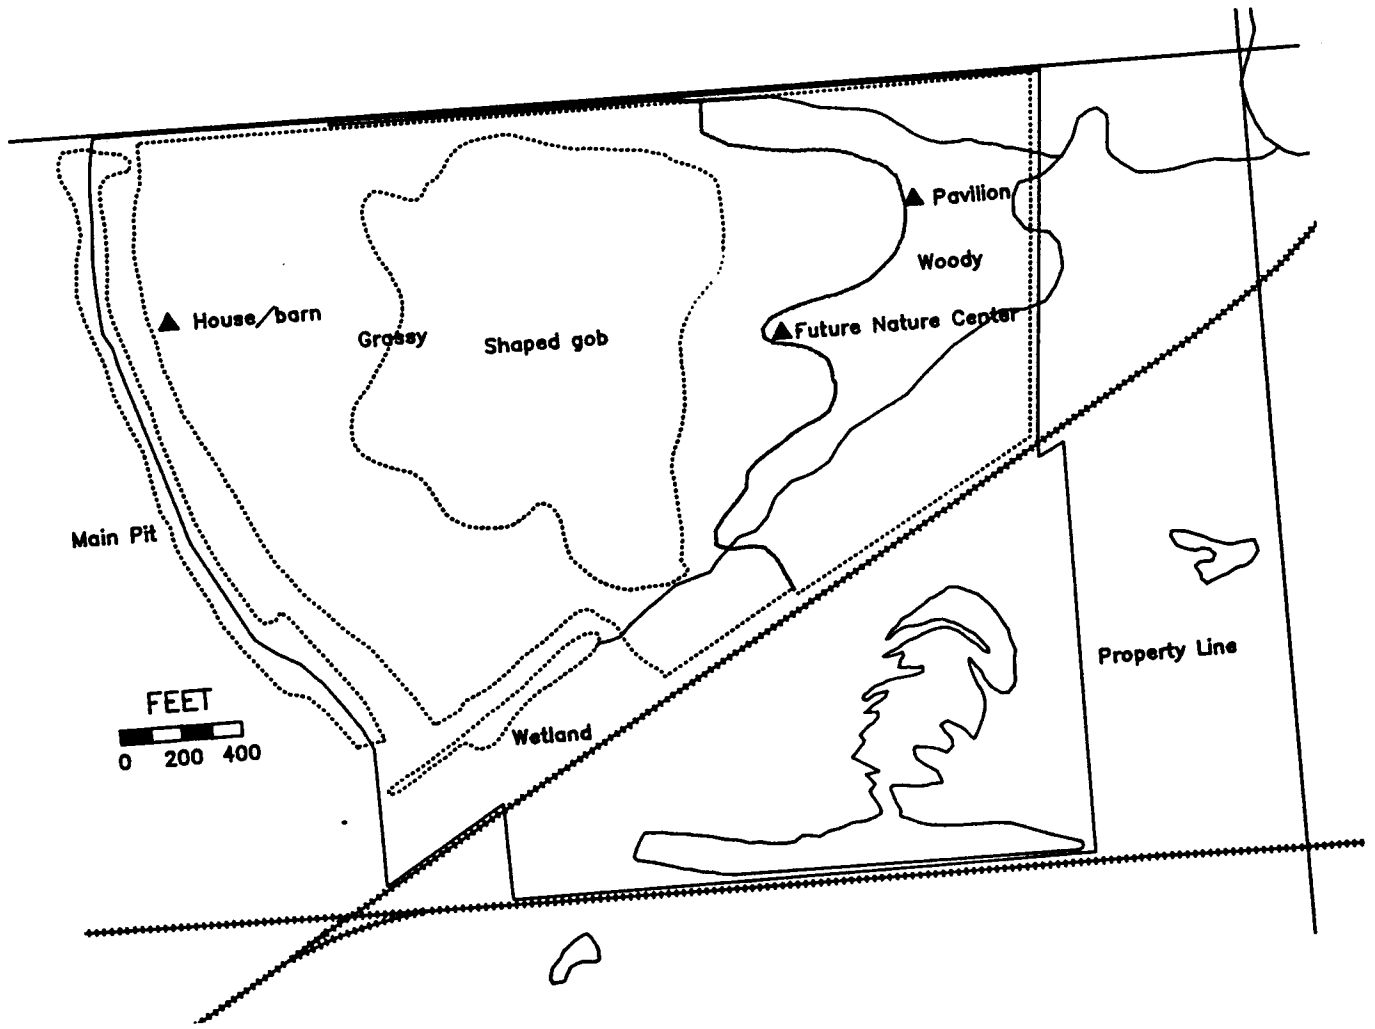 Pavilion
Woody
House/barn
Future Nature Center
Grassy
Shaped gob
Main Pit
Property Line
FEET
Wetland
0 200 400